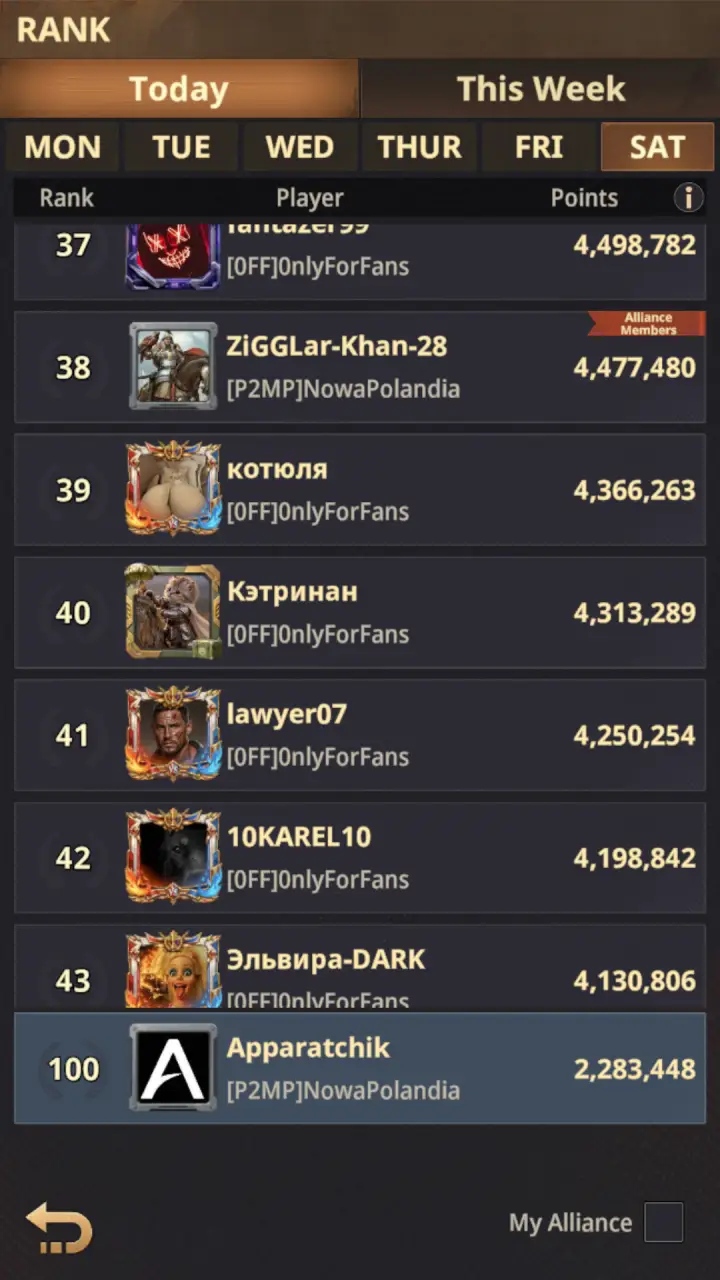 RANK
Today
This Week
MON TUE WED THUR FRI SAT
Rank Player Points
37
fantazer99
[0FF]0nlyForFans
4,498,782
Alliance
Members
38
ZiGGLar-Khan-28
[P2MP]NowaPolandia
4,477,480
39
котюля
[0FF]0nlyForFans
4,366,263
40
Кэтринан
[0FF]0nlyForFans
4,313,289
41
lawyer07
[0FF]0nlyForFans
4,250,254
42
10KAREL10
[0FF]0nlyForFans
4,198,842
43
Эльвира-DARK
[0FF]0nlyForFans
4,130,806
100
Apparatchik
[P2MP]NowaPolandia
2,283,448
My Alliance